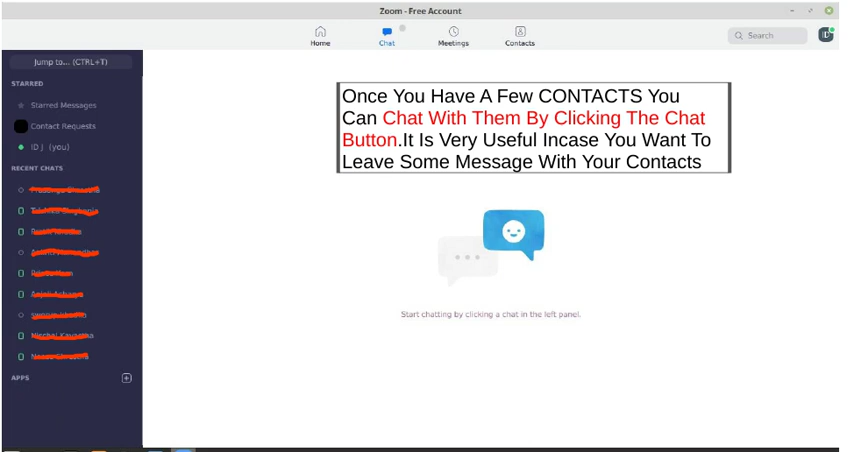 Zoom - Free Account
Home
Chat
Meetings
Contacts
Search
ID
Jump to... (CTRL+T)
STARRED
Starred Messages
Contact Requests
ID J (you)
RECENT CHATS
APPS
Once You Have A Few CONTACTS You
Can Chat With Them By Clicking The Chat
Button.It Is Very Useful Incase You Want To
Leave Some Message With Your Contacts
Start chatting by clicking a chat in the left panel.